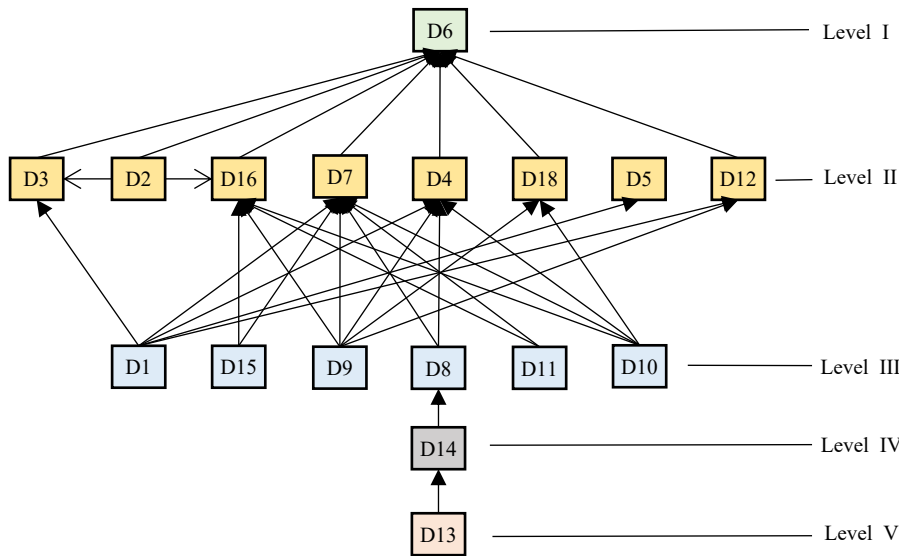 D6 Level I
D3 D2 D16 D7 D4 D18 D5 D12 Level II
D1 D15 D9 D8 D11 D10 Level III
D14 Level IV
D13 Level V